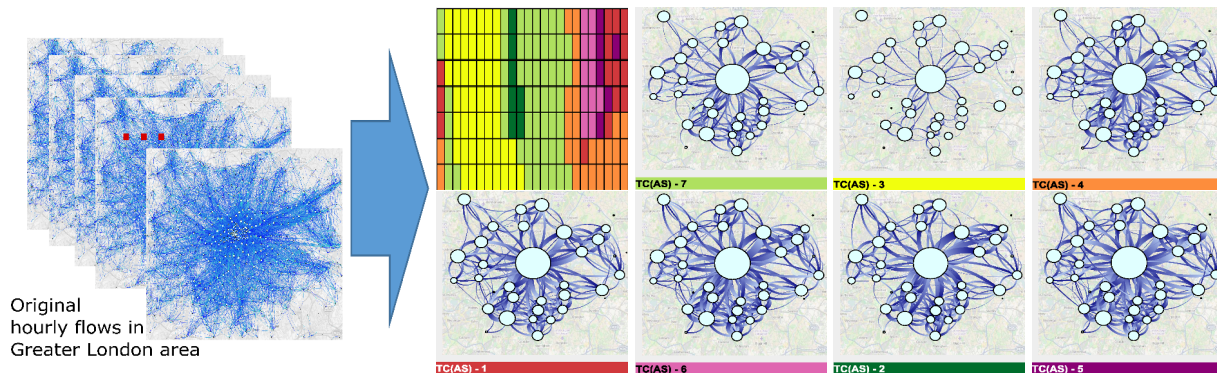 TC(AS) - 7
TC(AS) - 3
TC(AS) - 4
Original
hourly flows in
Greater London area
TC(AS) - 1
TC(AS) - 6
TC(AS) - 2
TC(AS) - 5